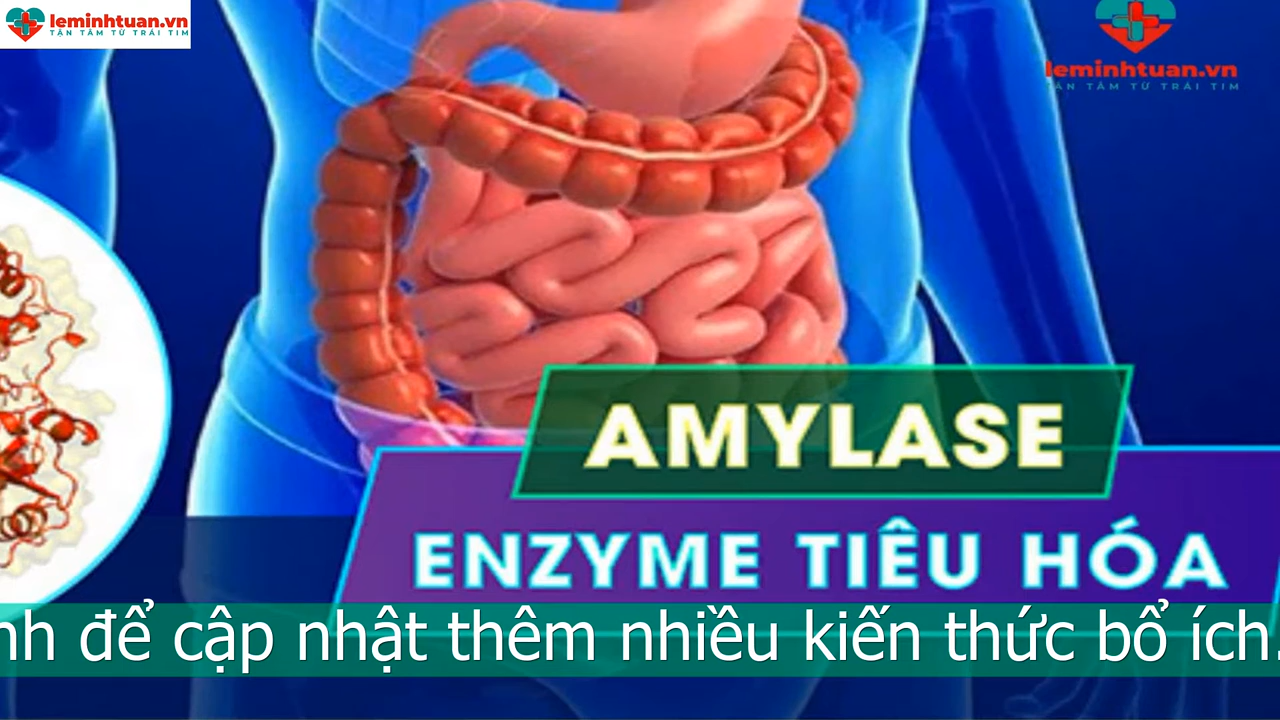 leminhtuan.vn
TẬN TÂM TỪ TRÁI TIM
leminhtuan.vn
TẬN TÂM TỪ TRÁI TIM
AMYLASE
ENZYME TIÊU HÓA
nh để cập nhật thêm nhiều kiến thức bổ ích.